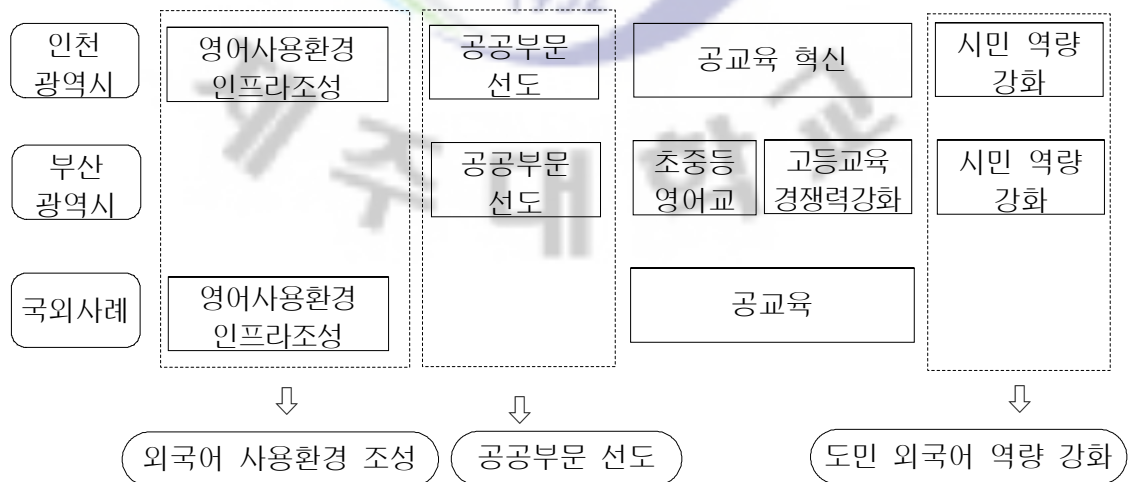 인천
광역시
영어사용환경
인프라조성
공공부문
선도
공교육 혁신
시민 역량
강화
부산
광역시
공공부문
선도
초중등
영어교
고등교육
경쟁력강화
시민 역량
강화
국외사례
영어사용환경
인프라조성
공교육
외국어 사용환경 조성
공공부문 선도
도민 외국어 역량 강화
제주대학교